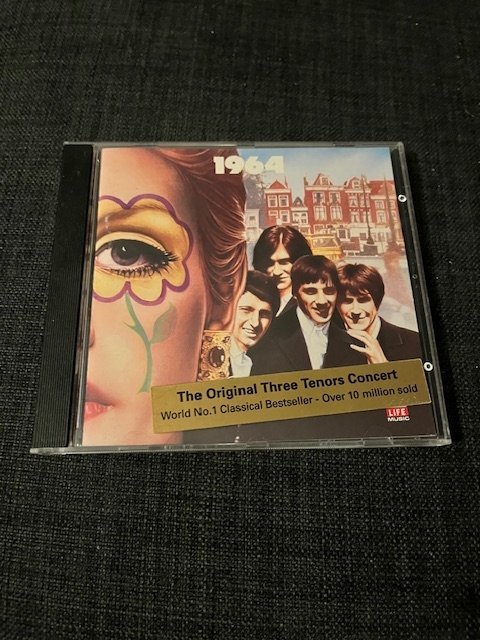 1964
The Original Three Tenors Concert
World No.1 Classical Bestseller - Over 10 million sold
LIFE
MUSIC